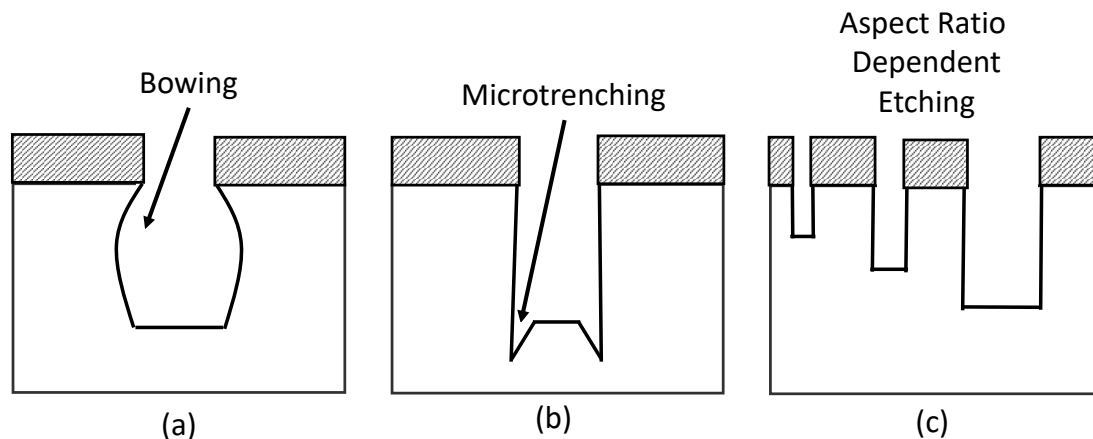 Bowing
Microtrenching
Aspect Ratio
Dependent
Etching
(a)
(b)
(c)